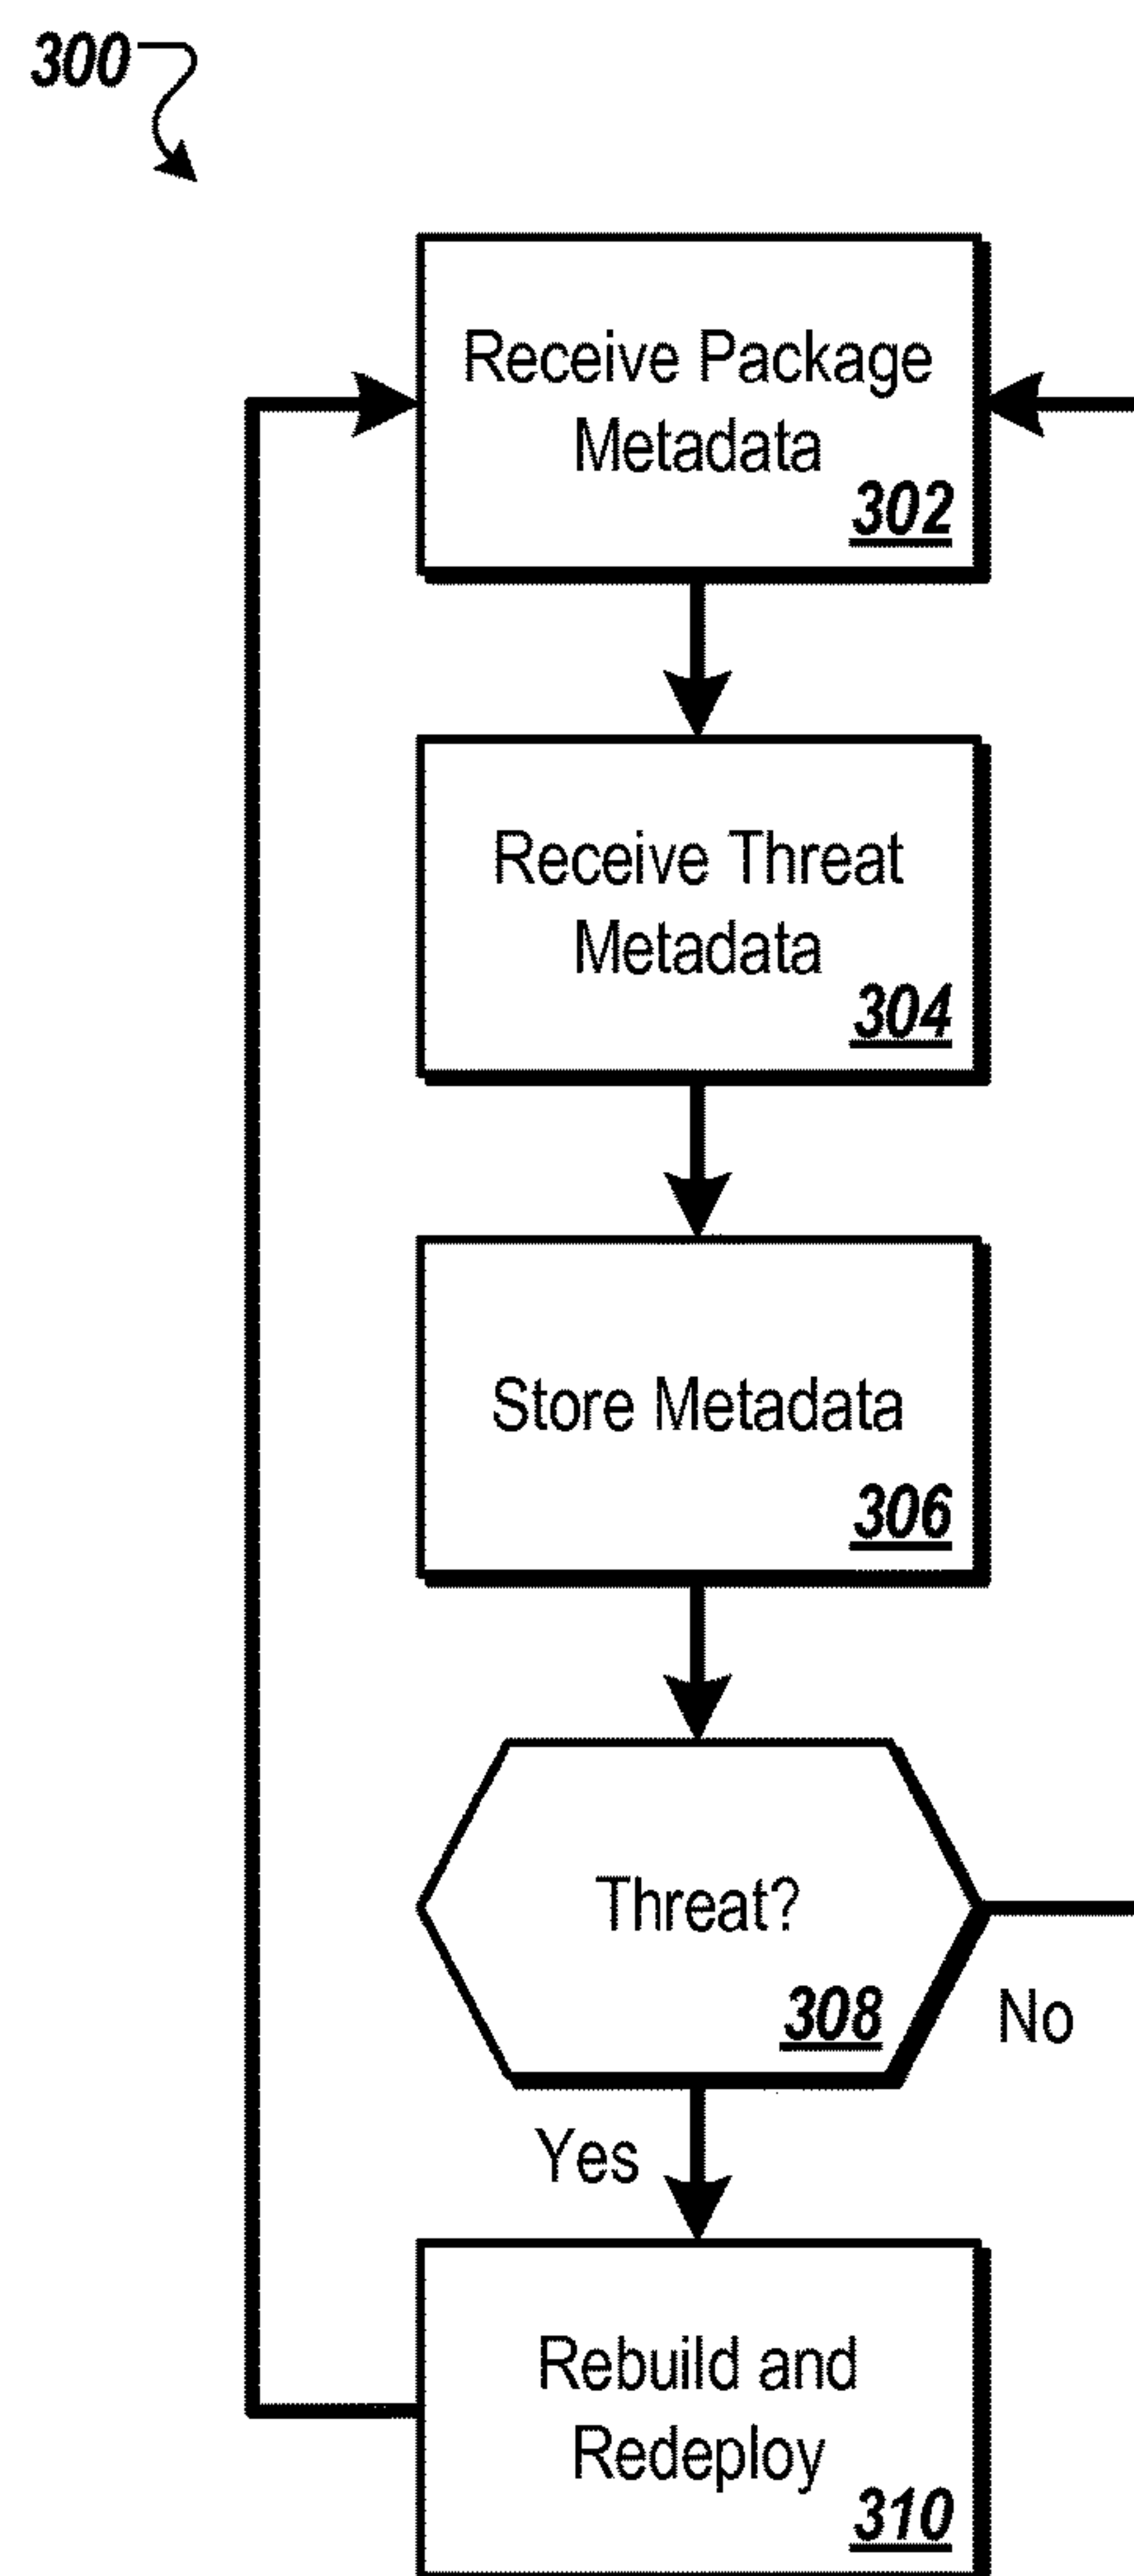 300
Receive Package
Metadata
302
Receive Threat
Metadata
304
Store Metadata
306
Threat?
308
No
Yes
Rebuild and
Redeploy
310